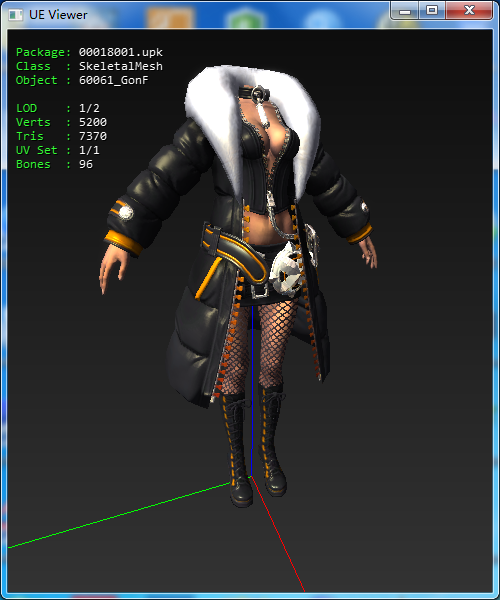 UE Viewer
Package: 00018001.upk
Class : SkeletalMesh
Object : 60061_GonF
LOD : 1/2
Verts : 5200
Tris : 7370
UV Set : 1/1
Bones : 96